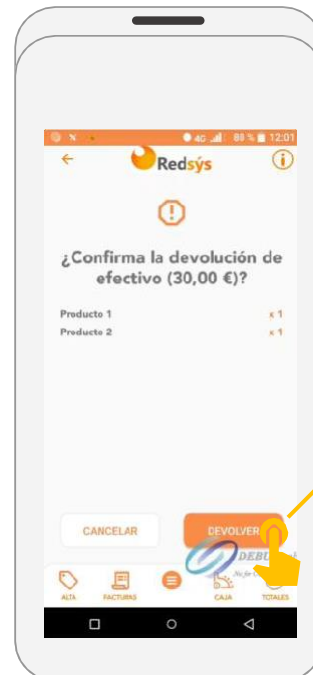 4G 88 % 12:01
Redsýs
¿Confirma la devolución de
efectivo (30,00 €)?
Producto 1 x 1
Producto 2 x 1
CANCELAR DEVOLVER
ALTA FACTURAS CAJA TOTALES